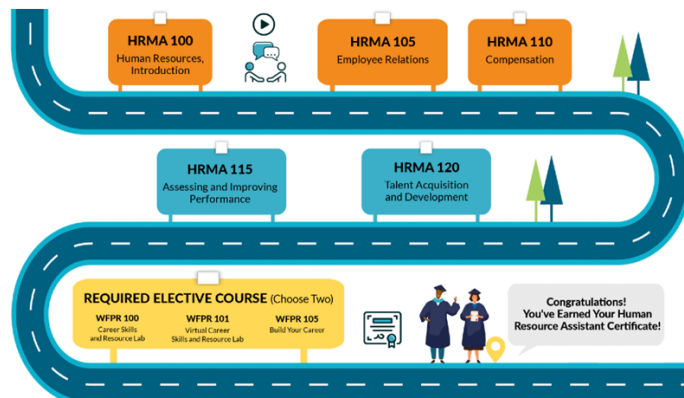 HRMA 100
Human Resources,
Introduction
HRMA 105
Employee Relations
HRMA 110
Compensation
HRMA 115
Assessing and Improving
Performance
HRMA 120
Talent Acquisition
and Development
REQUIRED ELECTIVE COURSE (Choose Two)
WFPR 100
Career Skills
and Resource Lab
WFPR 101
Virtual Career
Skills and Resource Lab
WFPR 105
Build Your Career
Congratulations!
You've Earned Your Human
Resource Assistant Certificate!